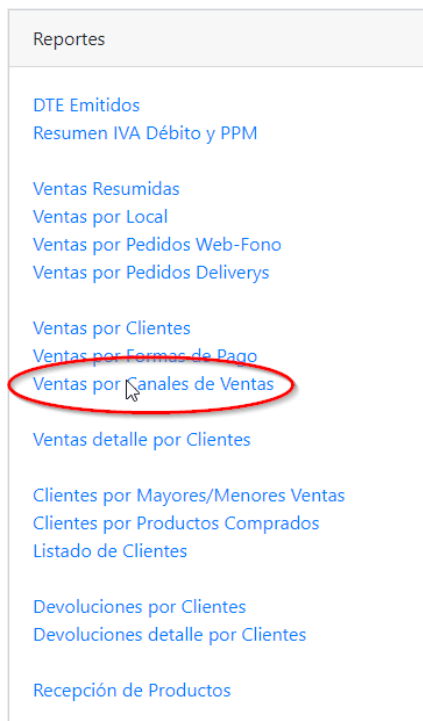 Reportes
DTE Emitidos
Resumen IVA Débito y PPM
Ventas Resumidas
Ventas por Local
Ventas por Pedidos Web-Fono
Ventas por Pedidos Deliverys
Ventas por Clientes
Ventas por Formas de Pago
Ventas por Canales de Ventas
Ventas detalle por Clientes
Clientes por Mayores/Menores Ventas
Clientes por Productos Comprados
Listado de Clientes
Devoluciones por Clientes
Devoluciones detalle por Clientes
Recepción de Productos